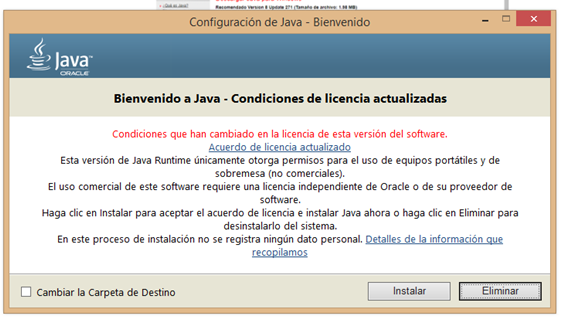 Recomendado Version 8 Update 271 (Tamaño de archivo: 1.98 MB)
Configuración de Java - Bienvenido
Java
ORACLE
Bienvenido a Java - Condiciones de licencia actualizadas
Condiciones que han cambiado en la licencia de esta versión del software.
Acuerdo de licencia actualizado
Esta versión de Java Runtime únicamente otorga permisos para el uso de equipos portátiles y de
sobremesa (no comerciales).
El uso comercial de este software requiere una licencia independiente de Oracle o de su proveedor de
software.
Haga clic en Instalar para aceptar el acuerdo de licencia e instalar Java ahora o haga clic en Eliminar para
desinstalarlo del sistema.
En este proceso de instalación no se registra ningún dato personal. Detalles de la información que
recopilamos
Cambiar la Carpeta de Destino
Instalar
Eliminar